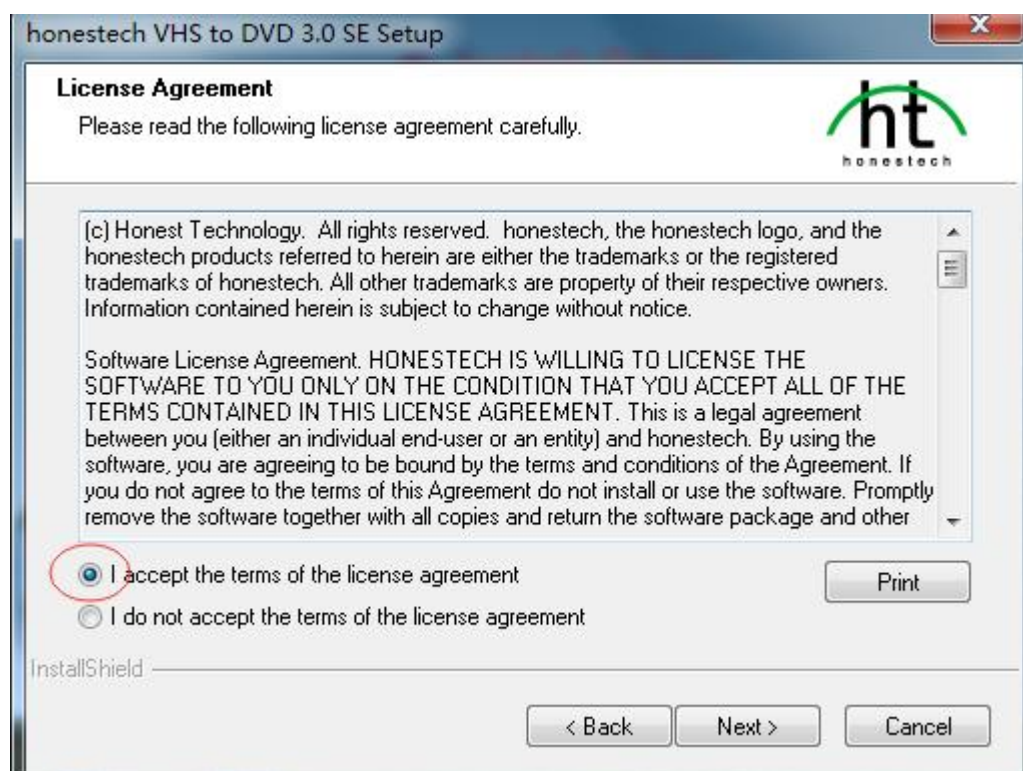 honestech VHS to DVD 3.0 SE Setup
License Agreement
Please read the following license agreement carefully.
ht
honestech
(c) Honest Technology.  All rights reserved.  honestech, the honestech logo, and the
honestech products referred to herein are either the trademarks or the registered
trademarks of honestech. All other trademarks are property of their respective owners.
Information contained herein is subject to change without notice.
Software License Agreement. HONESTECH IS WILLING TO LICENSE THE
SOFTWARE TO YOU ONLY ON THE CONDITION THAT YOU ACCEPT ALL OF THE
TERMS CONTAINED IN THIS LICENSE AGREEMENT. This is a legal agreement
between you (either an individual end-user or an entity) and honestech. By using the
software, you are agreeing to be bound by the terms and conditions of the Agreement. If
you do not agree to the terms of this Agreement do not install or use the software. Promptly
remove the software together with all copies and return the software package and other
I accept the terms of the license agreement
Print
I do not accept the terms of the license agreement
InstallShield
< Back
Next >
Cancel